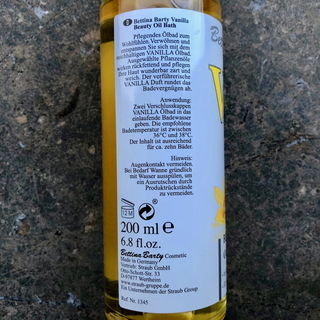 Bettina Barty Vanilla
Beauty Oil Bath
Pflegendes Ölbad zum
Wohlfühlen. Verwöhnen und
entspannen Sie sich mit dem
reichhaltigem VANILLA Ölbad.
Ausgewählte Pflanzenöle
wirken rückfettend und pflegen
Ihre Haut wunderbar zart und
weich. Der verführerische
VANILLA Duft rundet das
Badevergnügen ab.
Anwendung:
Zwei Verschlusskappen
VANILLA Ölbad in das
einlaufende Badewasser
geben. Die empfohlene
Badetemperatur ist zwischen
36°C und 38°C.
Der Inhalt ist ausreichend
für ca. zehn Bäder.
Hinweis:
Augenkontakt vermeiden.
Bei Bedarf Wanne gründlich
mit Wasser ausspülen, um
ein Ausrutschen durch
Produktrückstände
zu vermeiden.
12M
200 ml ℮
6.8 fl.oz.
Bettina Barty Cosmetic
Made in Germany
Vertrieb: Straub GmbH
Otto-Schott-Str. 33
D-97877 Wertheim
www.straub-gruppe.de
Ein Unternehmen der Straub Group
Ref. Nr. 1345